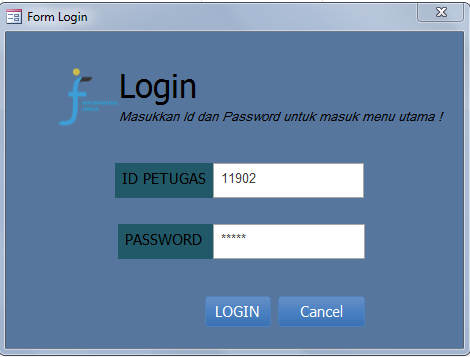 Form Login
Login
Masukkan id dan Password untuk masuk menu utama !
ID PETUGAS 11902
PASSWORD *****
LOGIN Cancel